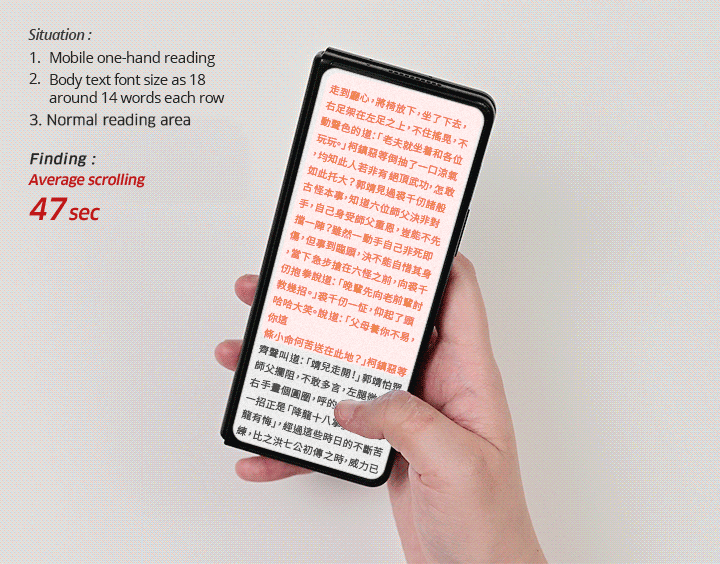 Situation :
1. Mobile one-hand reading
2. Body text font size as 18
around 14 words each row
3. Normal reading area
Finding :
Average scrolling
47 sec
走到廳心，將椅放下，坐了下去，
右足架在左足之上，不住搖晃，不
動聲色的道：「老夫就坐着和各位
玩玩。」柯鎮惡等倒抽了一口涼氣
，均知此人若非有絕頂武功，怎敢
如此托大？郭靖見過裘千仞諸般
古怪本事，知道六位師父決非對
手，自己身受師父重恩，豈能不先
擋一陣？雖然一動手自己非死即
傷，但事到臨頭，決不能自惜其身
，當下急步搶在六怪之前，向裘千
仞抱拳說道：「晚輩先向老前輩討
教幾招。」裘千仞一怔，仰起了頭
哈哈大笑。說道：「父母養你不易，
你這
條小命何苦送在此地？」柯鎮惡等
齊聲叫道：「靖兒走開！」郭靖怕
師父攔阻，不敢多言，左腿
右手畫個圓圈，呼的
一招正是「降龍十八
龍有悔」，經過這些時日的不斷苦
練，比之洪七公初傳之時，威力已